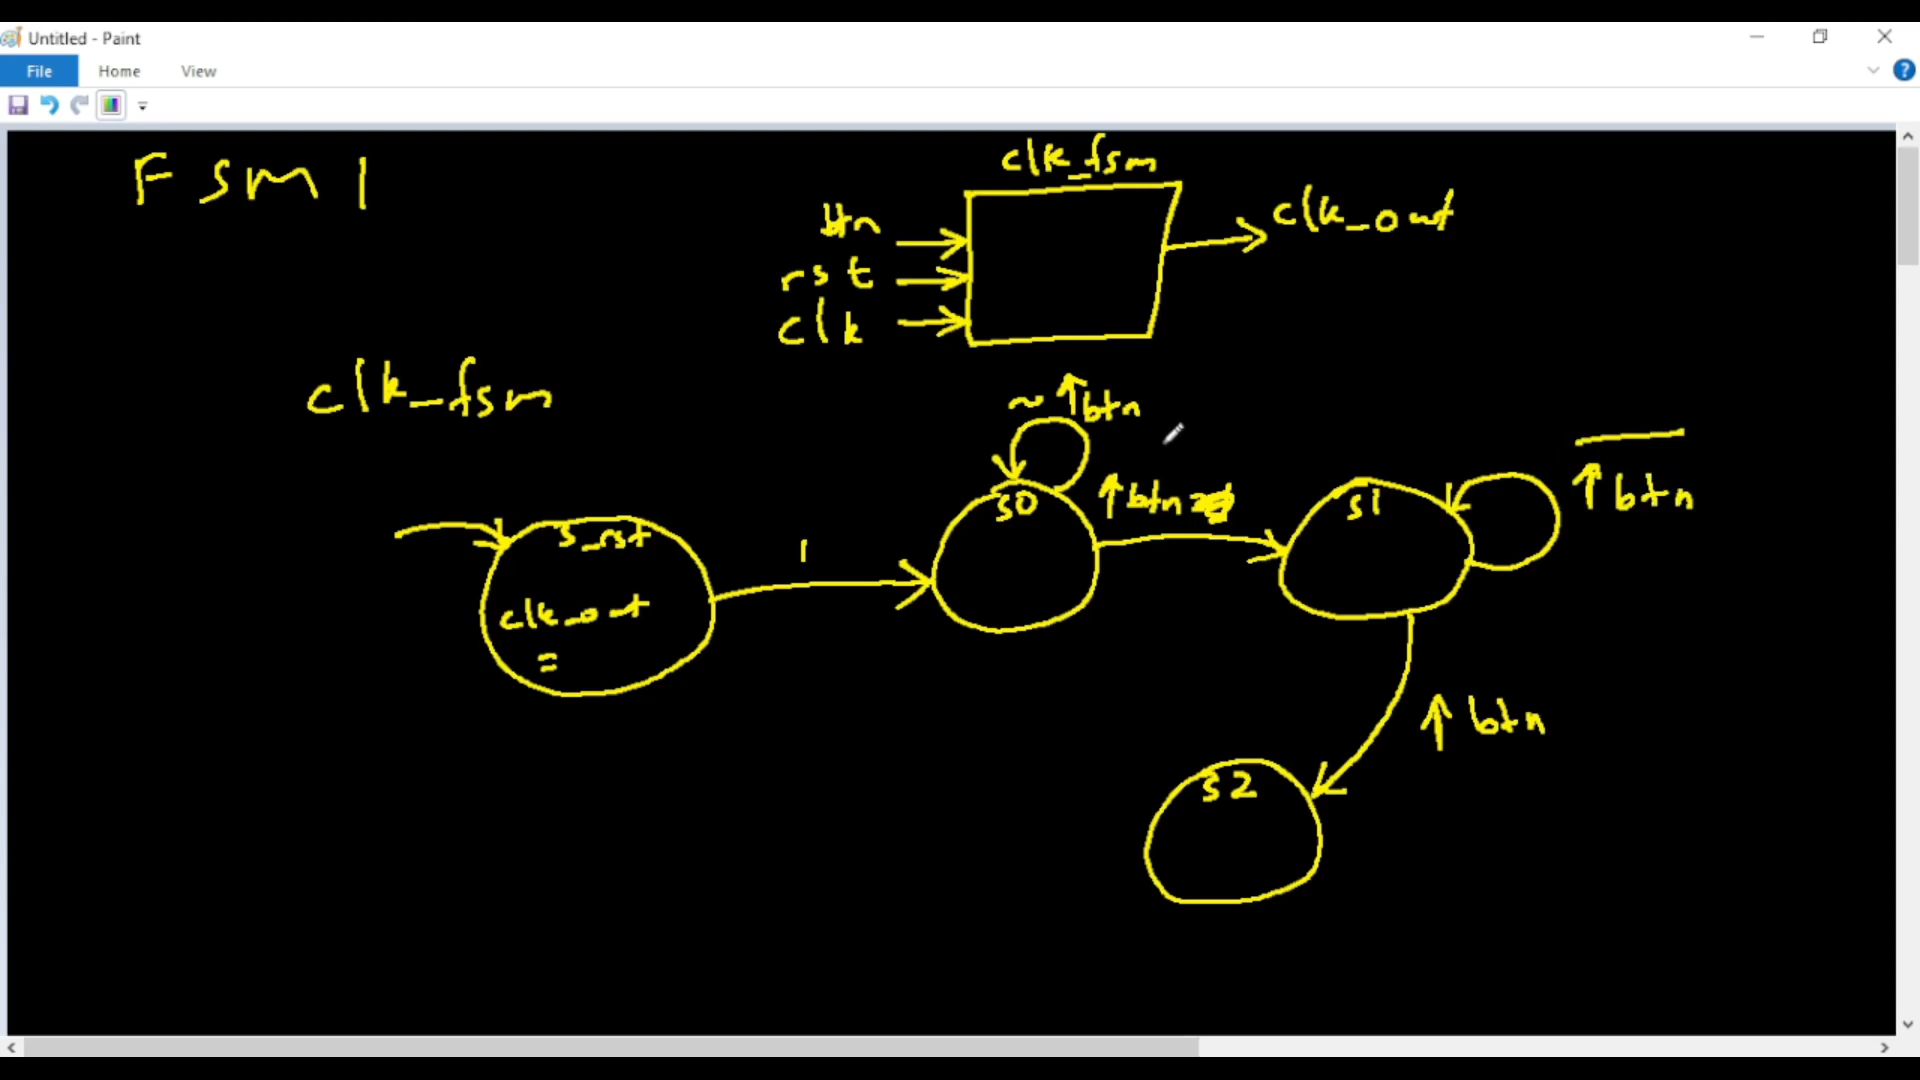 Untitled - Paint
File Home View
FSM 1
clk_fsm
btn
rst
clk
clk_out
clk_fsm
~ ↑btn
s0
↑btn
s1
↑btn
s_rst
clk_out
=
1
↑ btn
s2